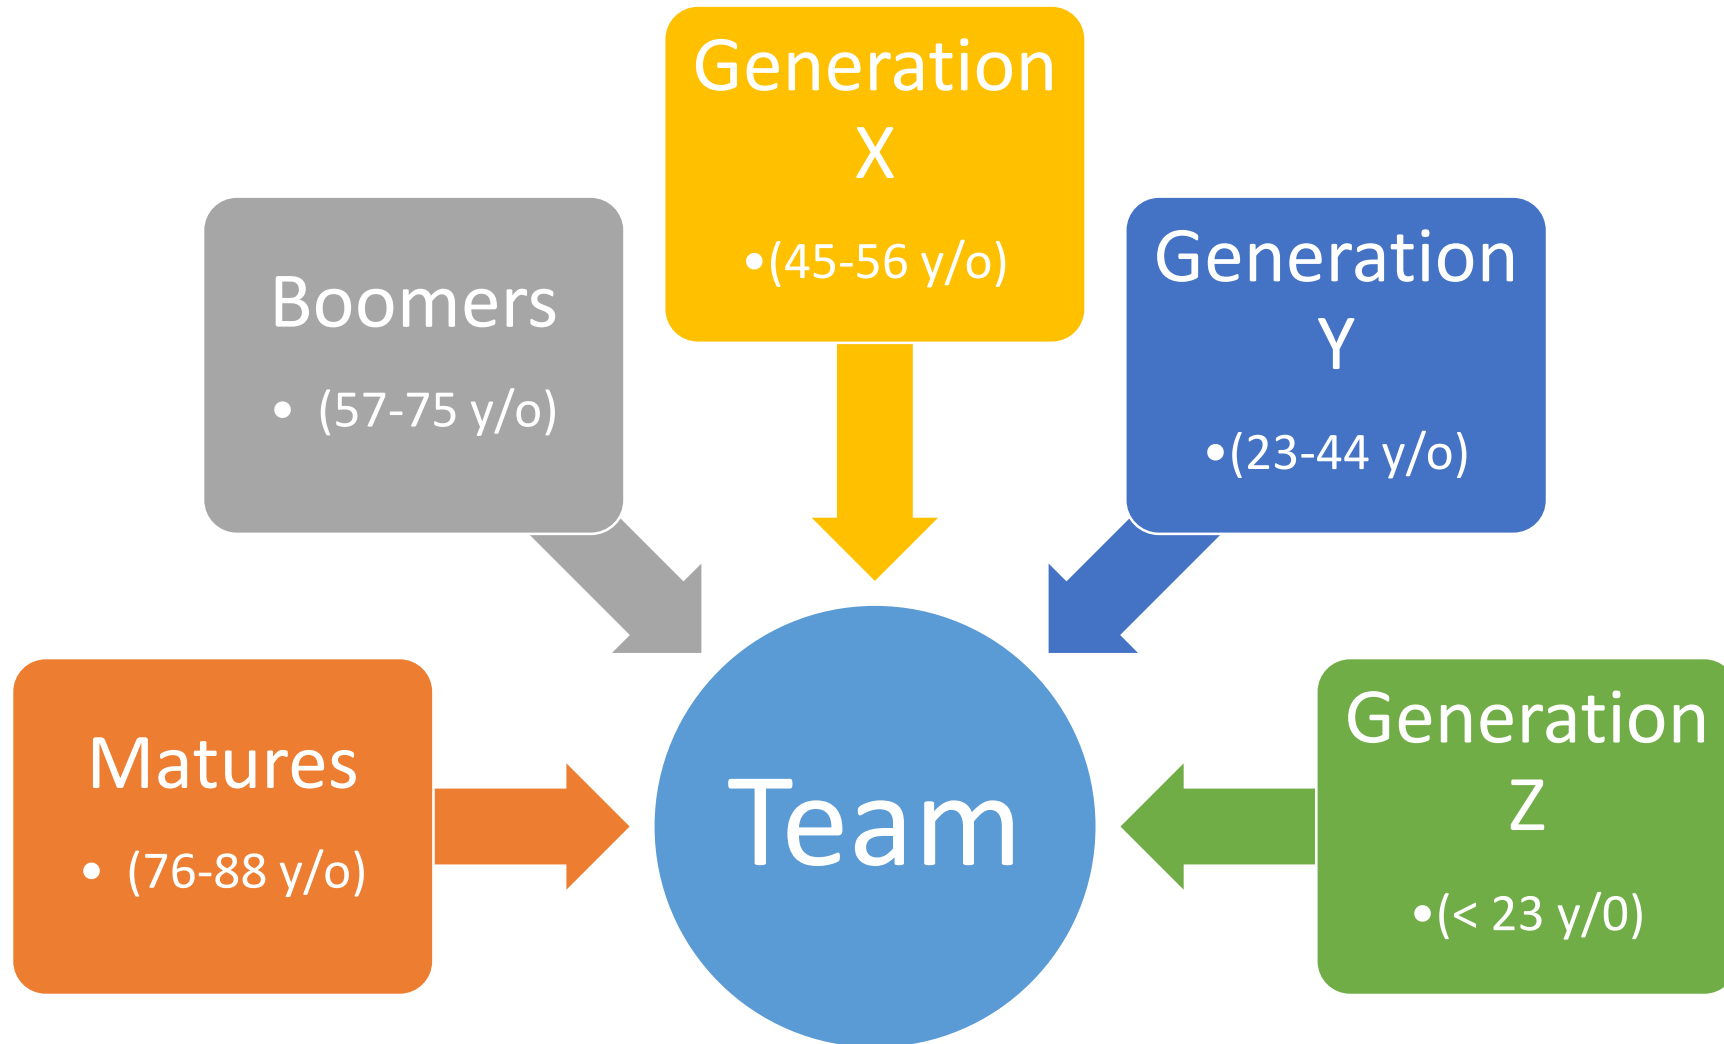 Generation
X
•(45-56 y/o)
Boomers
• (57-75 y/o)
Generation
Y
•(23-44 y/o)
Matures
• (76-88 y/o)
Team
Generation
Z
•(< 23 y/0)